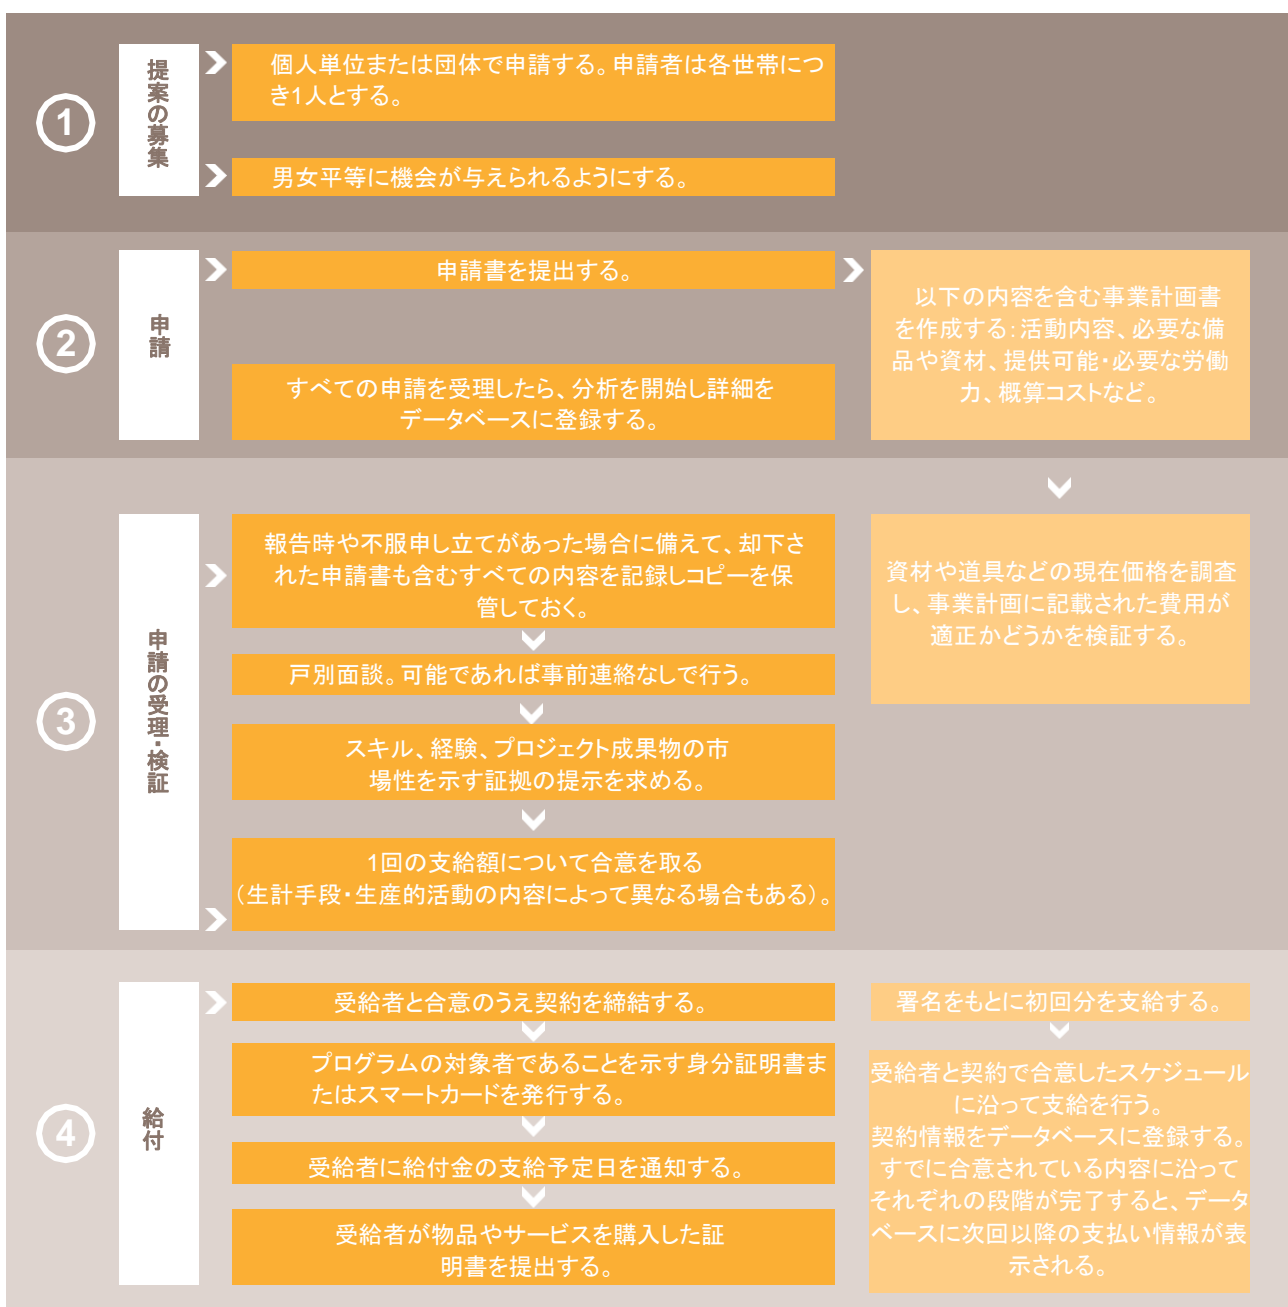 1
提案の募集
個人単位または団体で申請する。申請者は各世帯につ
き1人とする。
男女平等に機会が与えられるようにする。
2
申請
申請書を提出する。
すべての申請を受理したら、分析を開始し詳細を
データベースに登録する。
以下の内容を含む事業計画書
を作成する：活動内容、必要な備
品や資材、提供可能・必要な労働
力、概算コストなど。
3
申請の受理・検証
報告時や不服申し立てがあった場合に備えて、却下さ
れた申請書も含むすべての内容を記録しコピーを保
管しておく。
戸別面談。可能であれば事前連絡なしで行う。
スキル、経験、プロジェクト成果物の市
場性を示す証拠の提示を求める。
1回の支給額について合意を取る
（生計手段・生産的活動の内容によって異なる場合もある）。
資材や道具などの現在価格を調査
し、事業計画に記載された費用が
適正かどうかを検証する。
4
給付
受給者と合意のうえ契約を締結する。
プログラムの対象者であることを示す身分証明書ま
たはスマートカードを発行する。
受給者に給付金の支給予定日を通知する。
受給者が物品やサービスを購入した証
明書を提出する。
署名をもとに初回分を支給する。
受給者と契約で合意したスケジュール
に沿って支給を行う。
契約情報をデータベースに登録する。
すでに合意されている内容に沿って
それぞれの段階が完了すると、データ
ベースに次回以降の支払い情報が表
示される。